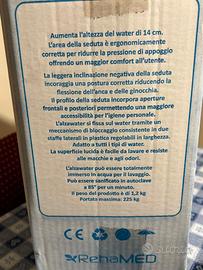 Aumenta l'altezza del water di 14 cm.
L'area della seduta è ergonomicamente
corretta per ridurre la pressione di appoggio
offrendo un maggior comfort all'utente.
La leggera inclinazione negativa della seduta
incoraggia una postura corretta riducendo la
flessione dell'anca e delle ginocchia.
Il profilo della seduta incorpora aperture
frontali e posteriori permettendo una maggiore
accessibilità per l'igiene personale.
L'alzawater si fissa sul water tramite un
meccanismo di bloccaggio consistente in due
staffe laterali in plastica regolabili in larghezza.
Adatto a tutti i tipi di water.
La superficie lucida è facile da lavare e resiste
alle macchie e agli odori.
L'alzawater può essere totalmente
immerso in acqua per il lavaggio.
Può essere sanificato in autoclave
a 85° per un minuto.
Il peso del prodotto è di 1,2 kg
Portata massima: 225 kg
CE
RehaMED
subito